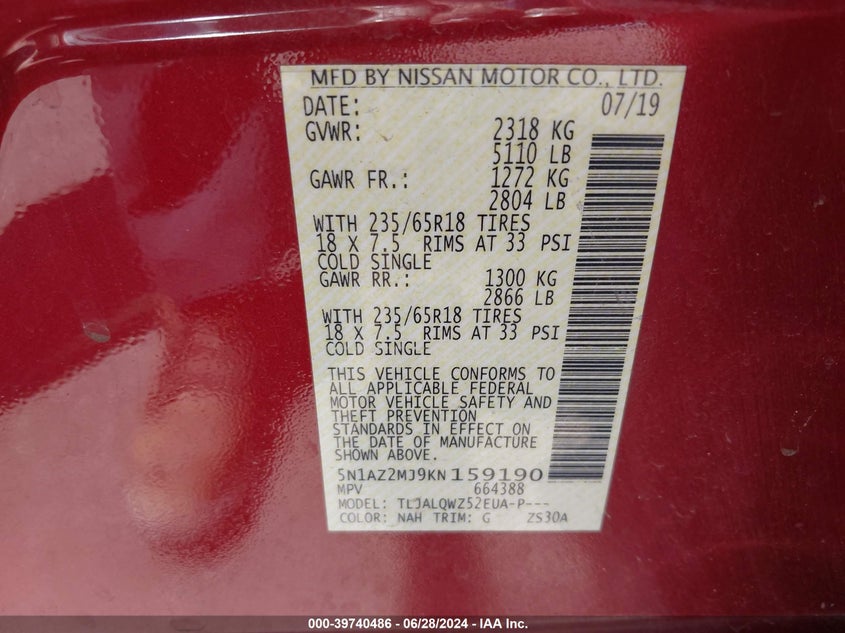 MFD BY NISSAN MOTOR CO., LTD.
DATE: 07/19
GVWR: 2318 KG
5110 LB
GAWR FR.: 1272 KG
2804 LB
WITH 235/65R18 TIRES
18 X 7.5 RIMS AT 33 PSI
COLD SINGLE
GAWR RR.: 1300 KG
2866 LB
WITH 235/65R18 TIRES
18 X 7.5 RIMS AT 33 PSI
COLD SINGLE
THIS VEHICLE CONFORMS TO
ALL APPLICABLE FEDERAL
MOTOR VEHICLE SAFETY AND
THEFT PREVENTION
STANDARDS IN EFFECT ON
THE DATE OF MANUFACTURE
SHOWN ABOVE.
5N1AZ2MJ9KN159190
MPV 664388
MODEL: TLJALQWZ52EUA-P---
COLOR: NAH TRIM: G ZS30A
000-39740486 - 06/28/2024 - IAA Inc.